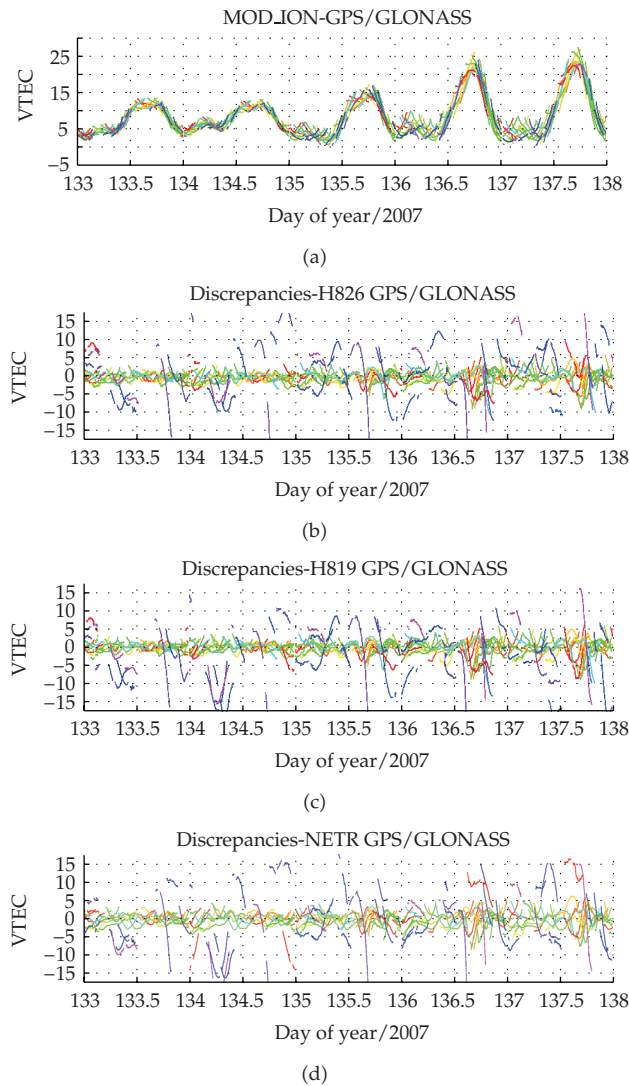 MOD_ION-GPS/GLONASS
VTEC
25
15
5
−5
133 133.5 134 134.5 135 135.5 136 136.5 137 137.5 138
Day of year/2007
(a)
Discrepancies-H826 GPS/GLONASS
VTEC
15
10
5
0
−5
−10
−15
133 133.5 134 134.5 135 135.5 136 136.5 137 137.5 138
Day of year/2007
(b)
Discrepancies-H819 GPS/GLONASS
VTEC
15
10
5
0
−5
−10
−15
133 133.5 134 134.5 135 135.5 136 136.5 137 137.5 138
Day of year/2007
(c)
Discrepancies-NETR GPS/GLONASS
VTEC
15
10
5
0
−5
−10
−15
133 133.5 134 134.5 135 135.5 136 136.5 137 137.5 138
Day of year/2007
(d)